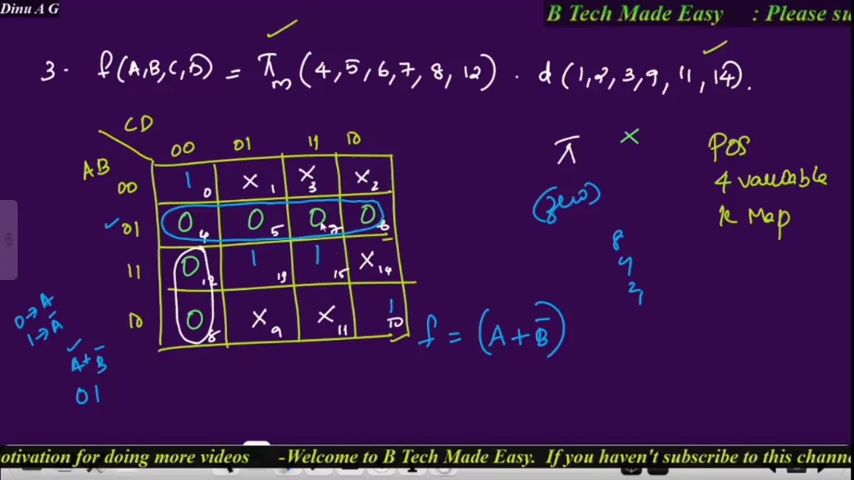 Dinu A G
B Tech Made Easy : Please su
3. f(A,B,C,D) = π m (4,5,6,7,8,12) . d(1,2,3,9,11,14).
CD
00 01 11 10
AB
00 1 0 X 1 X 3 X 2
01 0 4 0 5 0 7 0 6
11 0 12 1 13 1 15 X 14
10 0 8 X 9 X 11 1 10
π X
(zero)
POS
4 variable
K Map
8
4
2
0→A
1→Ā
A+B̄
01
f = (A+B̄)
notivation for doing more videos -Welcome to B Tech Made Easy. If you haven't subscribe to this chann